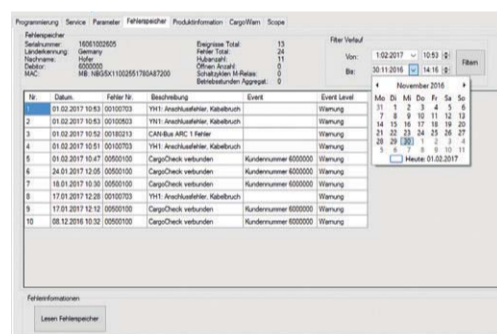 Programmierung Service Parameter Fehlerspeicher Produktinformation CargoWarn Scope
Fehlerspeicher
Serialnummer: 16061002605
Länderkennung: Germany
Nachname: Hofer
Debitor: 6000000
MAC:
Ereignisse Total: 13
Fehler Total: 24
Hubanzahl: 11
Öffnen Anzahl: 0
Schaltzyklen M-Relais: 0
Betriebsstunden Aggregat: 0
Filter Verlauf
Von: 1.02.2017 10:53
Bis: 30.11.2016 14:16
Filtern
November 2016
Mo Di Mi Do Fr Sa So
31 1 2 3 4 5 6
7 8 9 10 11 12 13
14 15 16 17 18 19 20
21 22 23 24 25 26 27
28 29 30 1 2 3 4
5 6 7 8 9 10 11
Heute: 01.02.2017
Nr. Datum. Fehler Nr. Beschreibung Event Event Level
1 01.02.2017 10:53 00100703 YH1: Anschlussfehler, Kabelbruch Warnung
2 01.02.2017 10:53 00100503 YN1: Anschlussfehler, Kabelbruch Warnung
3 01.02.2017 10:52 00180213 CAN-Bus ARC 1 Fehler Warnung
4 01.02.2017 10:51 00100703 YH1: Anschlussfehler, Kabelbruch Warnung
5 01.02.2017 10:47 00500100 CargoCheck verbunden Kundennummer 6000000 Warnung
6 24.01.2017 12:05 00500100 CargoCheck verbunden Kundennummer 6000000 Warnung
7 18.01.2017 10:30 00500100 CargoCheck verbunden Kundennummer 6000000 Warnung
8 17.01.2017 12:28 00100703 YH1: Anschlussfehler, Kabelbruch Warnung
9 17.01.2017 12:12 00500100 CargoCheck verbunden Kundennummer 6000000 Warnung
10 08.12.2016 10:32 00500100 CargoCheck verbunden Kundennummer 6000000 Warnung
Fehlerinformationen
Lesen Fehlerspeicher